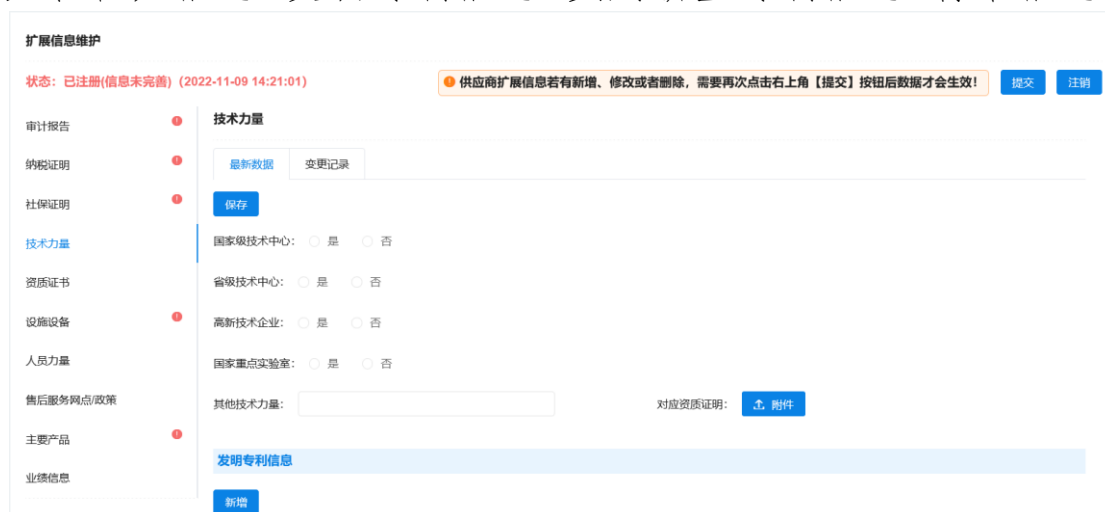 扩展信息维护
状态：已注册(信息未完善)（2022-11-09 14:21:01）
供应商扩展信息若有新增、修改或者删除，需要再次点击右上角【提交】按钮后数据才会生效！ 提交 注销
审计报告
纳税证明
社保证明
技术力量
资质证书
设施设备
人员力量
售后服务网点/政策
主要产品
业绩信息
技术力量
最新数据 变更记录
保存
国家级技术中心： 是 否
省级技术中心： 是 否
高新技术企业： 是 否
国家重点实验室： 是 否
其他技术力量： 对应资质证明： 附件
发明专利信息
新增